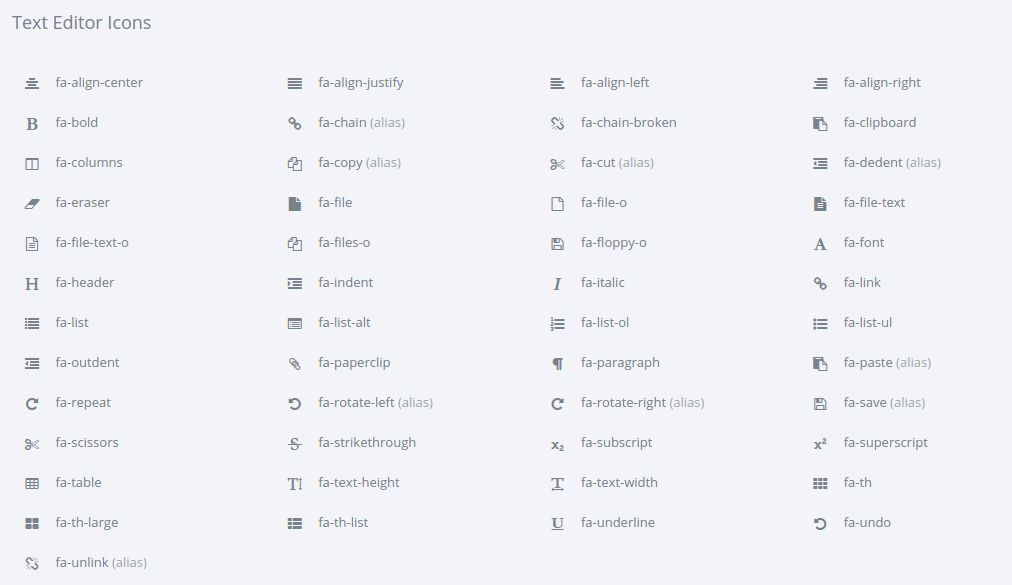 Text Editor Icons
fa-align-center fa-align-justify fa-align-left fa-align-right
fa-bold fa-chain (alias) fa-chain-broken fa-clipboard
fa-columns fa-copy (alias) fa-cut (alias) fa-dedent (alias)
fa-eraser fa-file fa-file-o fa-file-text
fa-file-text-o fa-files-o fa-floppy-o fa-font
fa-header fa-indent fa-italic fa-link
fa-list fa-list-alt fa-list-ol fa-list-ul
fa-outdent fa-paperclip fa-paragraph fa-paste (alias)
fa-repeat fa-rotate-left (alias) fa-rotate-right (alias) fa-save (alias)
fa-scissors fa-strikethrough fa-subscript fa-superscript
fa-table fa-text-height fa-text-width fa-th
fa-th-large fa-th-list fa-underline fa-undo
fa-unlink (alias)